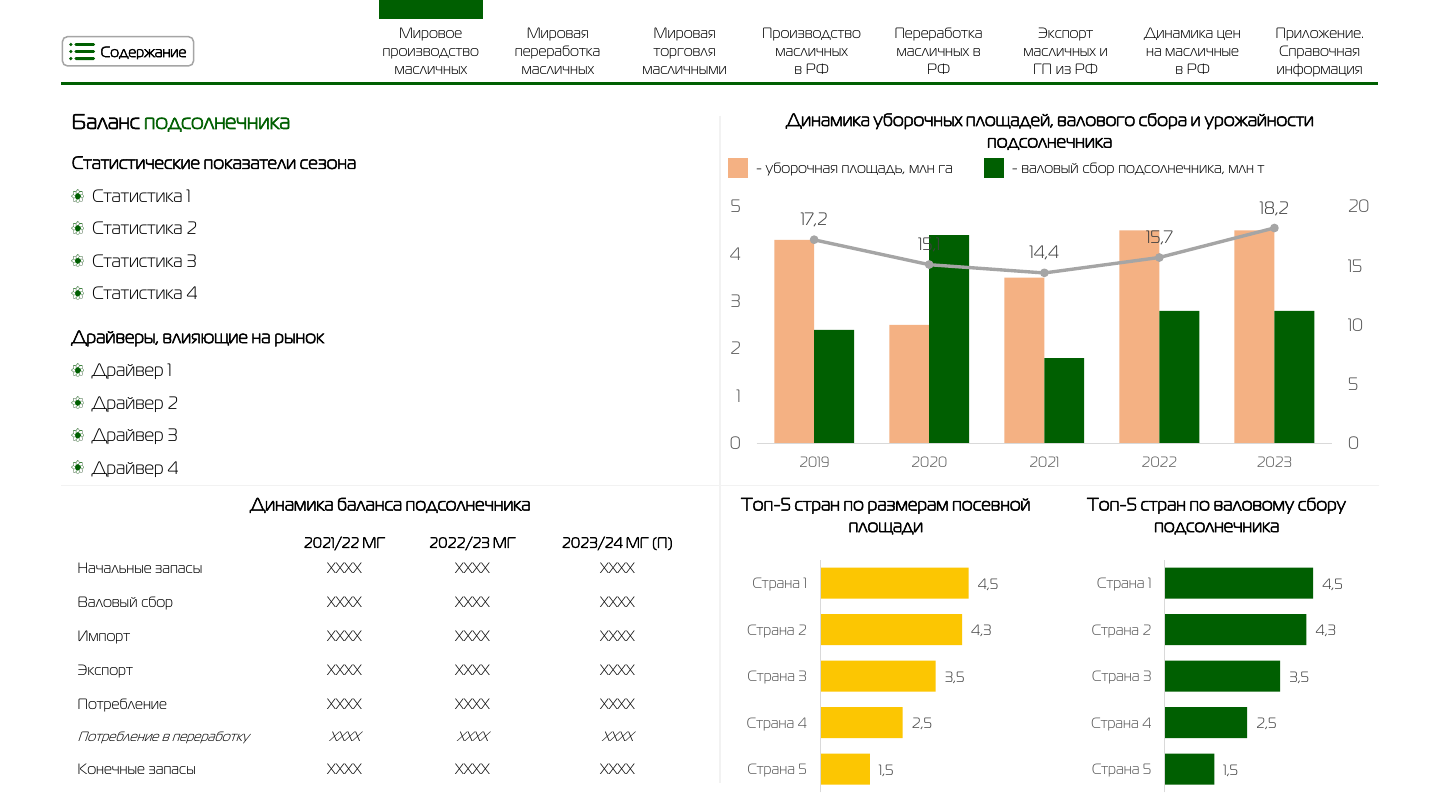 Содержание
Мировое
производство
масличных
Мировая
переработка
масличных
Мировая
торговля
масличными
Производство
масличных
в РФ
Переработка
масличных в
РФ
Экспорт
масличных и
ГП из РФ
Динамика цен
на масличные
в РФ
Приложение.
Справочная
информация
Баланс подсолнечника
Статистические показатели сезона
Статистика 1
Статистика 2
Статистика 3
Статистика 4
Драйверы, влияющие на рынок
Драйвер 1
Драйвер 2
Драйвер 3
Драйвер 4
Динамика уборочных площадей, валового сбора и урожайности
подсолнечника
- уборочная площадь, млн га - валовый сбор подсолнечника, млн т
5
4
3
2
1
0
17,2
14,4
15,7
18,2
20
15
10
5
0
2019 2020 2021 2022 2023
Динамика баланса подсолнечника
2021/22 МГ 2022/23 МГ 2023/24 МГ (П)
Начальные запасы XXXX XXXX XXXX
Валовый сбор XXXX XXXX XXXX
Импорт XXXX XXXX XXXX
Экспорт XXXX XXXX XXXX
Потребление XXXX XXXX XXXX
Потребление в переработку XXXX XXXX XXXX
Конечные запасы XXXX XXXX XXXX
Топ-5 стран по размерам посевной
площади
Страна 1 4,5
Страна 2 4,3
Страна 3 3,5
Страна 4 2,5
Страна 5 1,5
Топ-5 стран по валовому сбору
подсолнечника
Страна 1 4,5
Страна 2 4,3
Страна 3 3,5
Страна 4 2,5
Страна 5 1,5